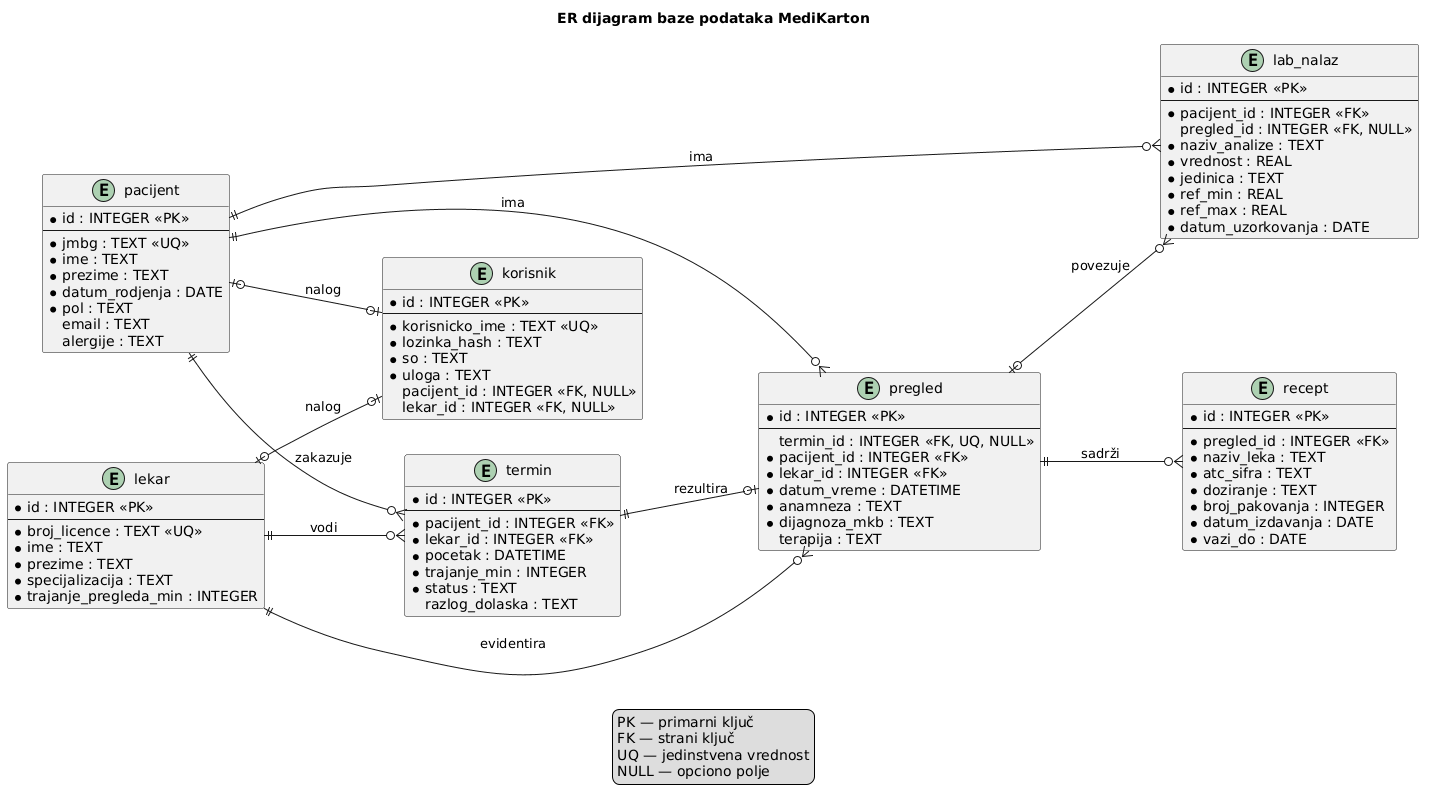 ER dijagram baze podataka MediKarton
E lab_nalaz
id : INTEGER «PK»
pacijent_id : INTEGER «FK»
pregled_id : INTEGER «FK, NULL»
naziv_analize : TEXT
vrednost : REAL
jedinica : TEXT
ref_min : REAL
ref_max : REAL
datum_uzorkovanja : DATE
ima
E pacijent
id : INTEGER «PK»
jmbg : TEXT «UQ»
ime : TEXT
prezime : TEXT
datum_rodjenja : DATE
pol : TEXT
email : TEXT
alergije : TEXT
ima
nalog
E korisnik
id : INTEGER «PK»
korisnicko_ime : TEXT «UQ»
lozinka_hash : TEXT
so : TEXT
uloga : TEXT
pacijent_id : INTEGER «FK, NULL»
lekar_id : INTEGER «FK, NULL»
povezuje
nalog
zakazuje
E pregled
id : INTEGER «PK»
termin_id : INTEGER «FK, UQ, NULL»
pacijent_id : INTEGER «FK»
lekar_id : INTEGER «FK»
datum_vreme : DATETIME
anamneza : TEXT
dijagnoza_mkb : TEXT
terapija : TEXT
sadrži
E recept
id : INTEGER «PK»
pregled_id : INTEGER «FK»
naziv_leka : TEXT
atc_sifra : TEXT
doziranje : TEXT
broj_pakovanja : INTEGER
datum_izdavanja : DATE
vazi_do : DATE
E lekar
id : INTEGER «PK»
broj_licence : TEXT «UQ»
ime : TEXT
prezime : TEXT
specijalizacija : TEXT
trajanje_pregleda_min : INTEGER
vodi
E termin
id : INTEGER «PK»
pacijent_id : INTEGER «FK»
lekar_id : INTEGER «FK»
pocetak : DATETIME
trajanje_min : INTEGER
status : TEXT
razlog_dolaska : TEXT
rezultira
evidentira
PK — primarni ključ
FK — strani ključ
UQ — jedinstvena vrednost
NULL — opciono polje